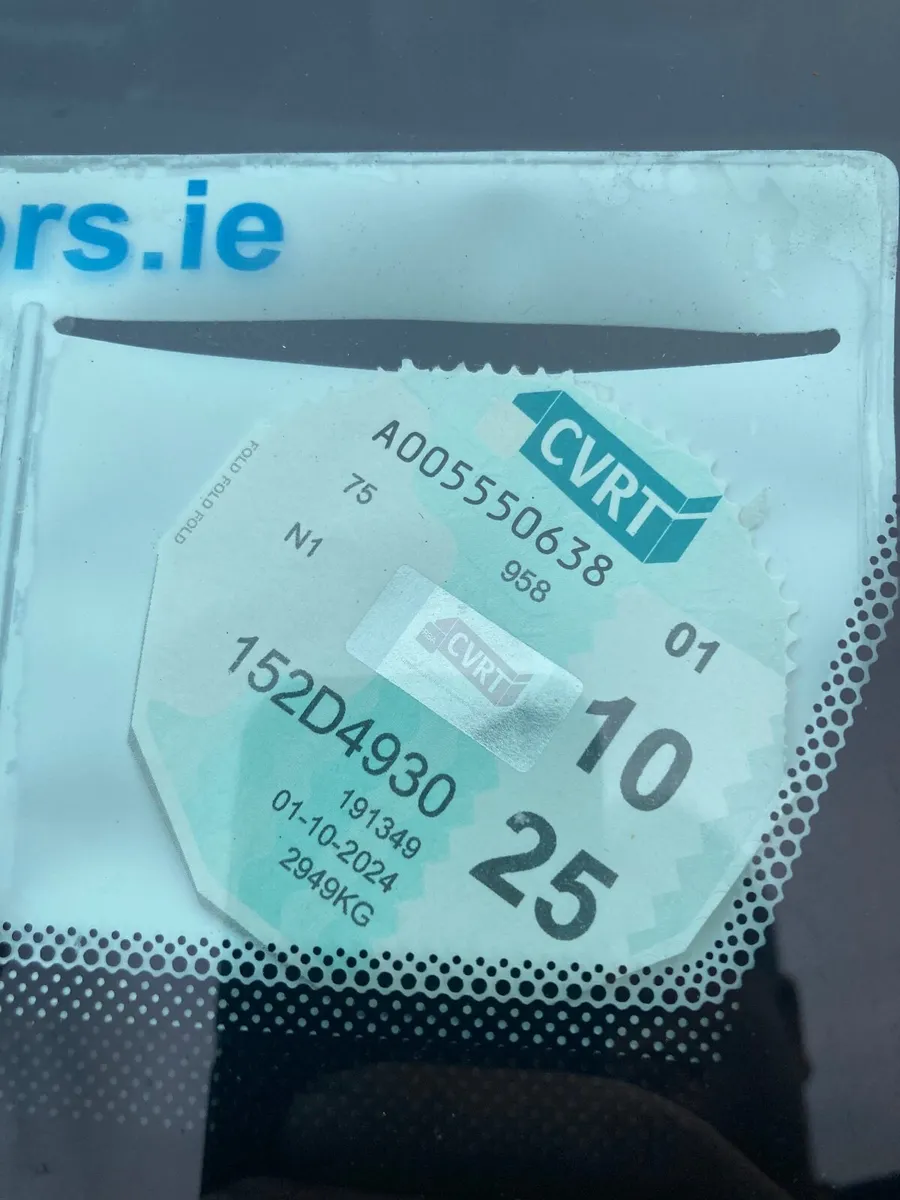 ors.ie
FOLD FOLD FOLD
CVRT
A005550638
75
958
N1
01
CVRT
152D4930
10
25
191349
01-10-2024
2949KG